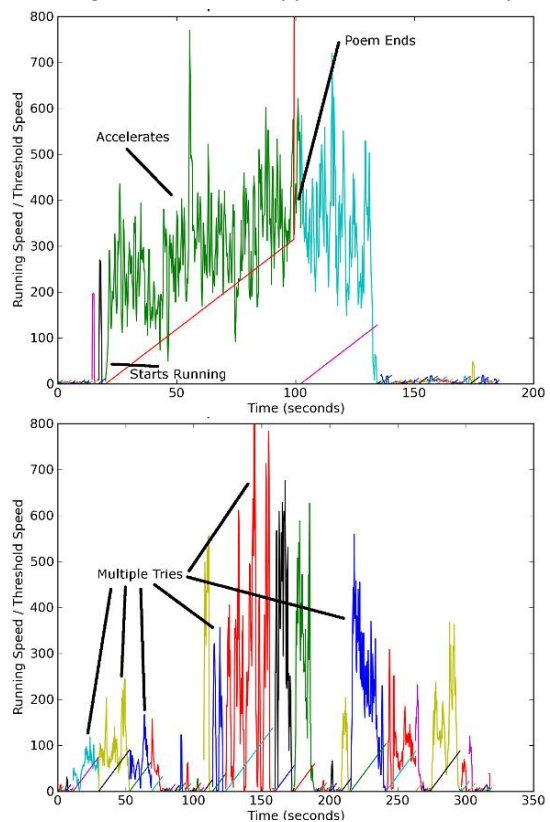 800
700
600
500
400
300
200
100
0
Running Speed / Threshold Speed
Poem Ends
Accelerates
Starts Running
0 50 100 150 200
Time (seconds)
800
700
600
500
400
300
200
100
0
Running Speed / Threshold Speed
Multiple Tries
0 50 100 150 200 250 300 350
Time (seconds)